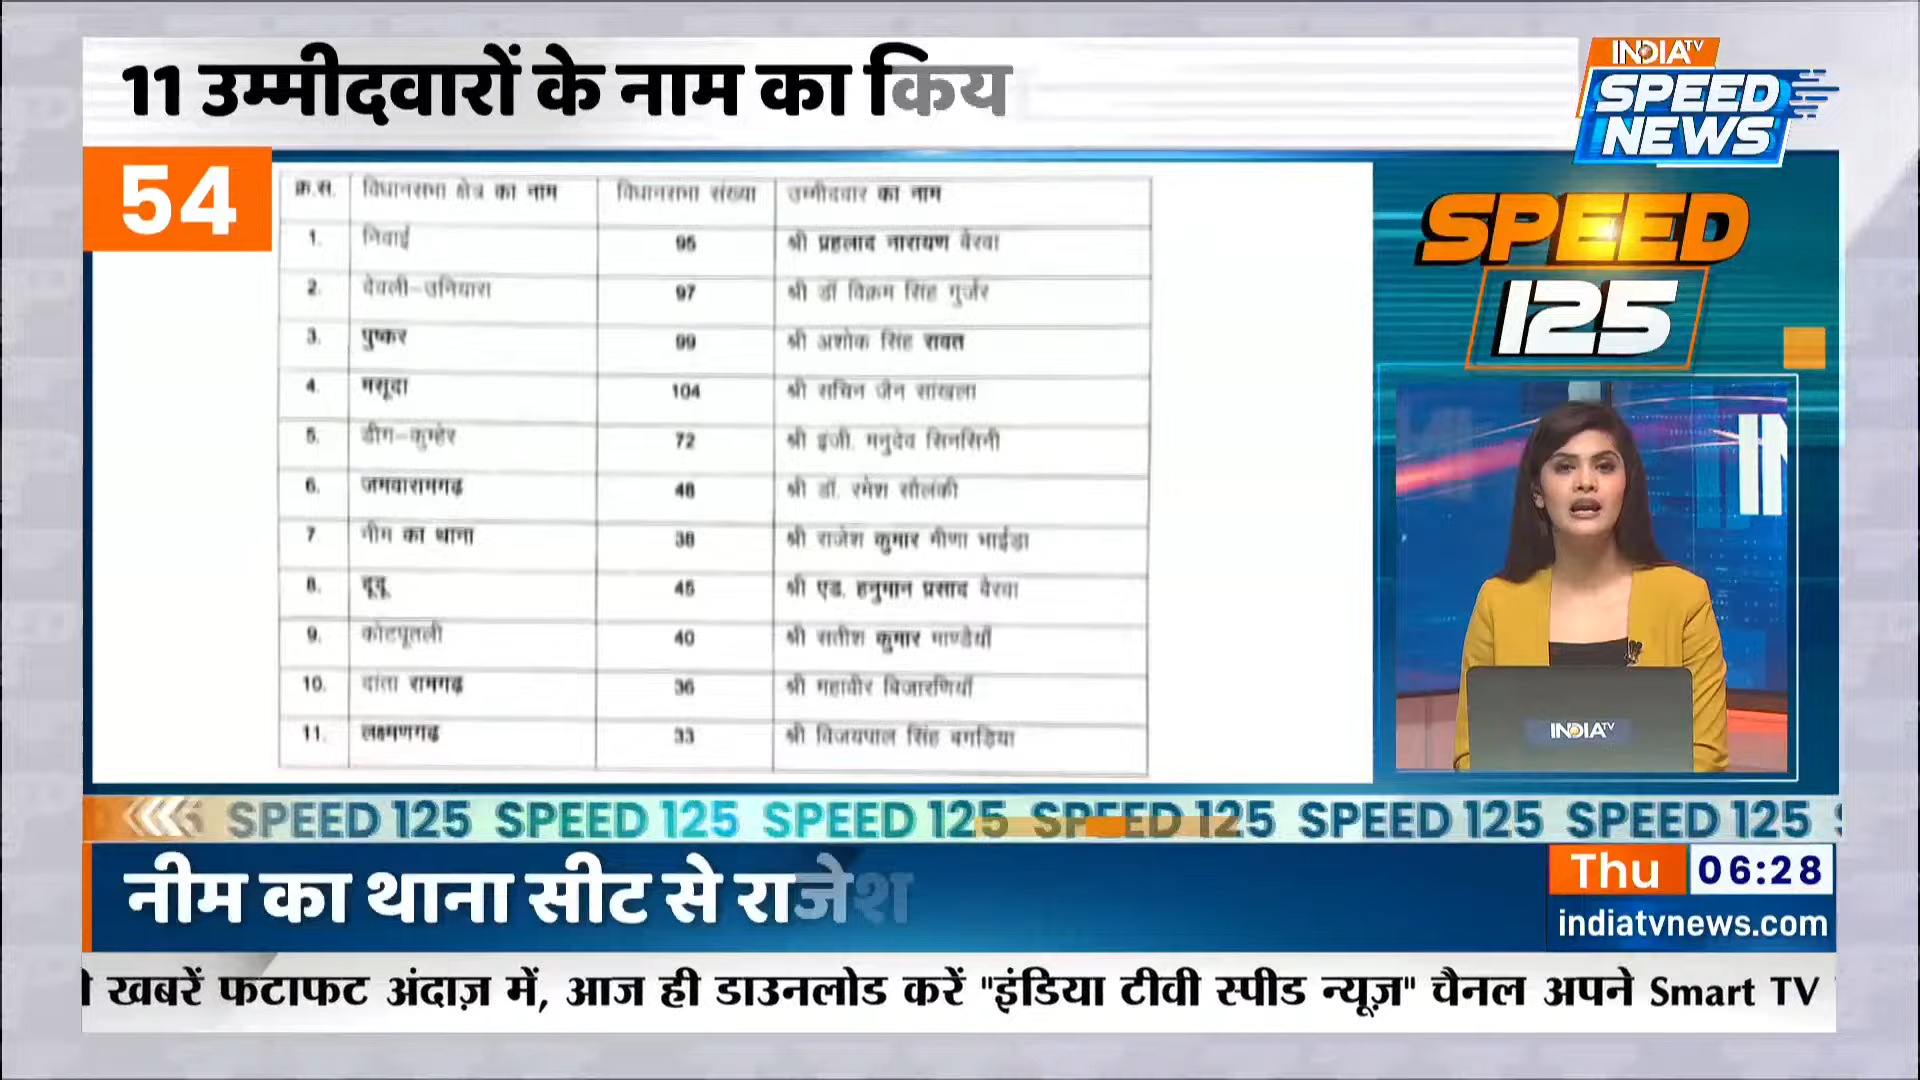 11 उम्मीदवारों के नाम का किय
INDIA TV
SPEED
NEWS
54
क्र.स. विधानसभा क्षेत्र का नाम विधानसभा संख्या उम्मीदवार का नाम
1. निवाई 95 श्री प्रहलाद नारायण बैरवा
2. देवली-उनियारा 97 श्री डॉ विक्रम सिंह गुर्जर
3. पुष्कर 99 श्री अशोक सिंह रावत
4. मसूदा 104 श्री सचिन जैन सांखला
5. डीग-कुम्हेर 72 श्री इंजी. मनुदेव सिनसिनी
6. जमवारामगढ़ 48 श्री डॉ. रमेश सोलंकी
7 नीम का थाना 38 श्री राजेश कुमार मीणा भाईडा
8. दूदू 45 श्री एड. हनुमान प्रसाद बैरवा
9. कोटपूतली 40 श्री सतीश कुमार
10. दांता रामगढ़ 36 श्री महावीर बिजारणियाँ
11. लक्ष्मणगढ़ 33 श्री विजयपाल सिंह बगड़िया
SPEED
125
INDIA TV
SPEED 125 SPEED 125 SPEED 125 SPEED 125 SPEED 125 SPEED 125
नीम का थाना सीट से राजेश
Thu 06:28
indiatvnews.com
खबरें फटाफट अंदाज़ में, आज ही डाउनलोड करें "इंडिया टीवी स्पीड न्यूज़" चैनल अपने Smart TV